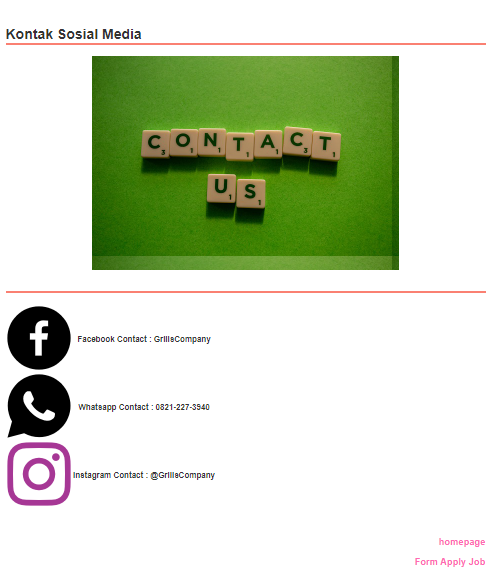 Kontak Sosial Media
CONTACT
US
Facebook Contact : GrillsCompany
Whatsapp Contact : 0821-227-3940
Instagram Contact : @GrillsCompany
homepage
Form Apply Job